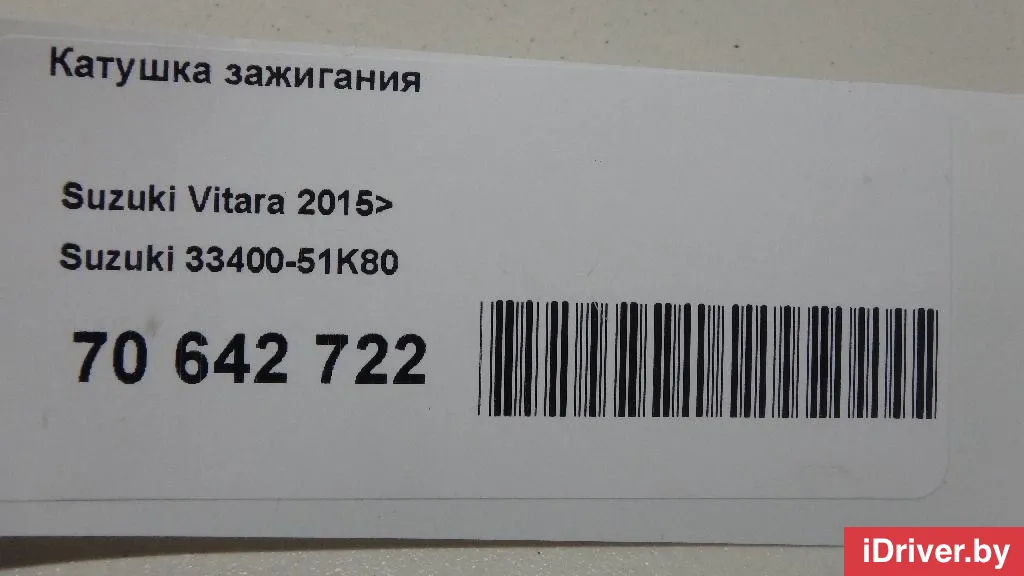 Катушка зажигания
Suzuki Vitara 2015>
Suzuki 33400-51K80
70 642 722
iDriver.by